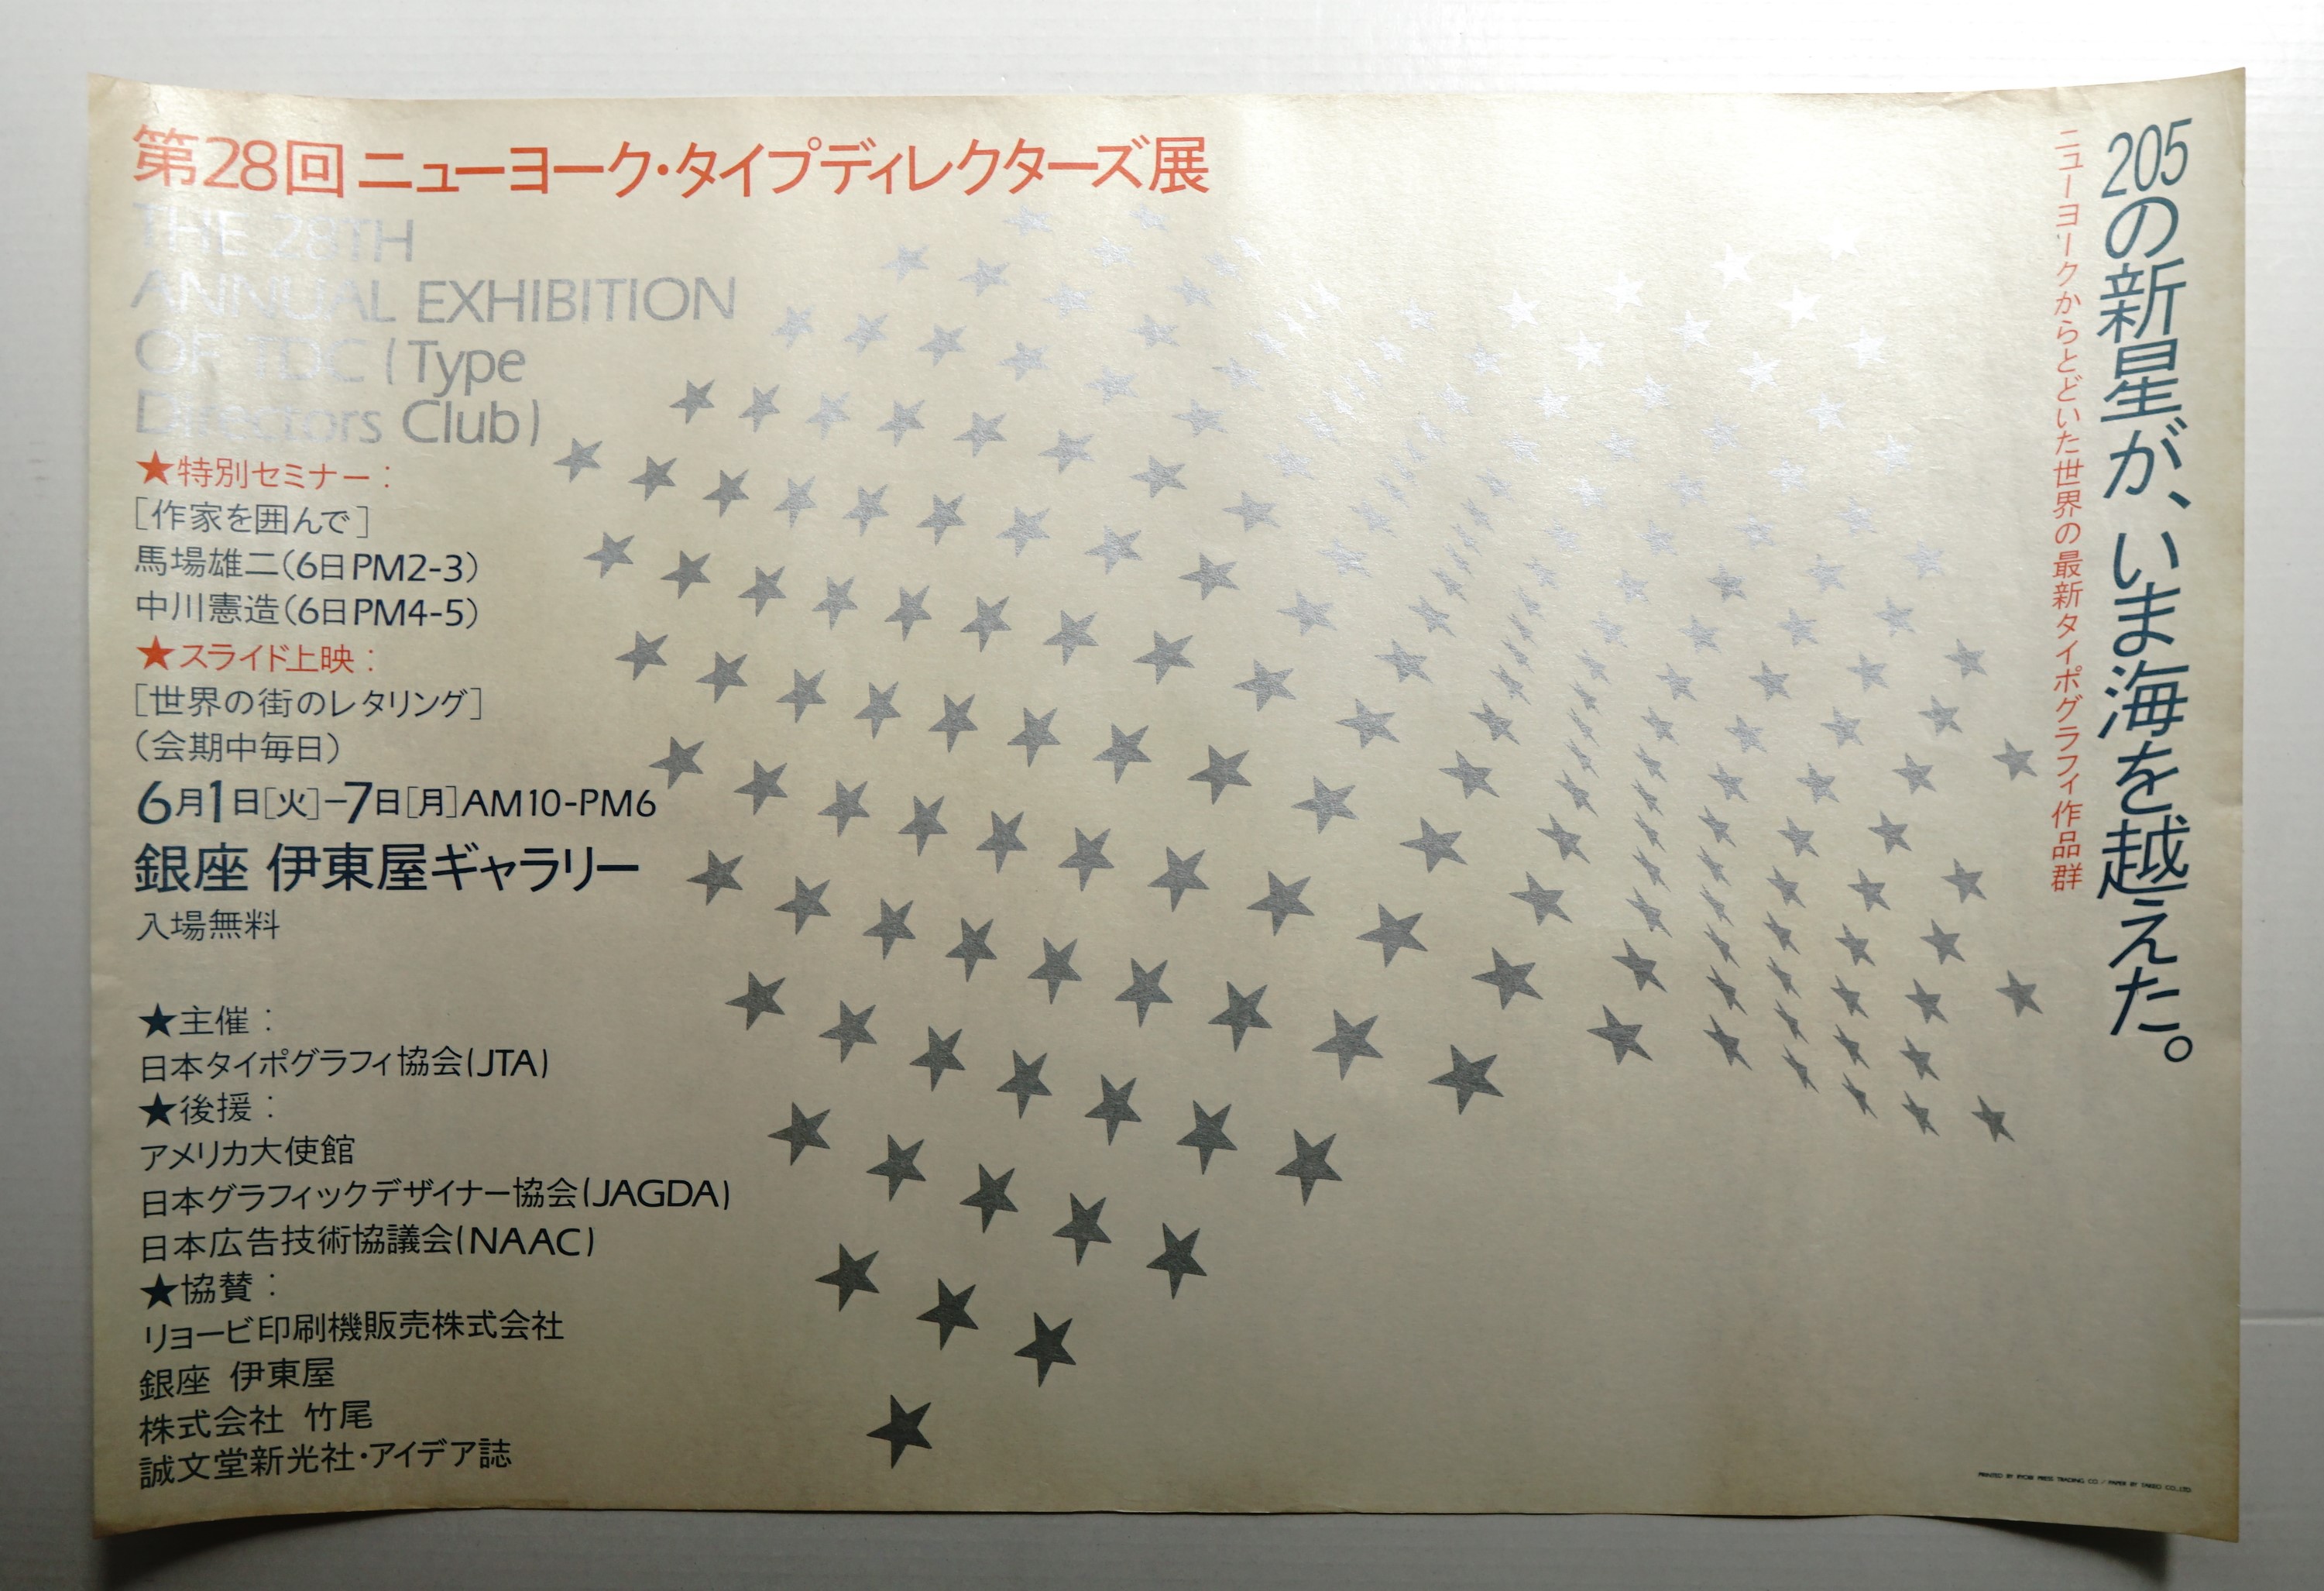 第28回ニューヨーク・タイプディレクターズ展
THE 28TH
ANNUAL EXHIBITION
OF TDC (Type
Directors Club)
★特別セミナー:
[作家を囲んで]
馬場雄二(6日PM2-3)
中川憲造(6日PM4-5)
★スライド上映:
[世界の街のレタリング]
(会期中毎日)
6月1日[火]-7日[月]AM10-PM6
銀座 伊東屋ギャラリー
入場無料
★主催:
日本タイポグラフィ協会(JTA)
★後援:
アメリカ大使館
日本グラフィックデザイナー協会(JAGDA)
日本広告技術協議会(NAAC)
★協賛:
リョービ印刷機販売株式会社
銀座 伊東屋
株式会社 竹尾
誠文堂新光社・アイデア誌
205の新星が、いま海を越えた。
ニューヨークからとどいた世界の最新タイポグラフィ作品群
PRINTED BY RYOBI PRESS TRADING CO. / PAPER BY TAKEO CO.,LTD